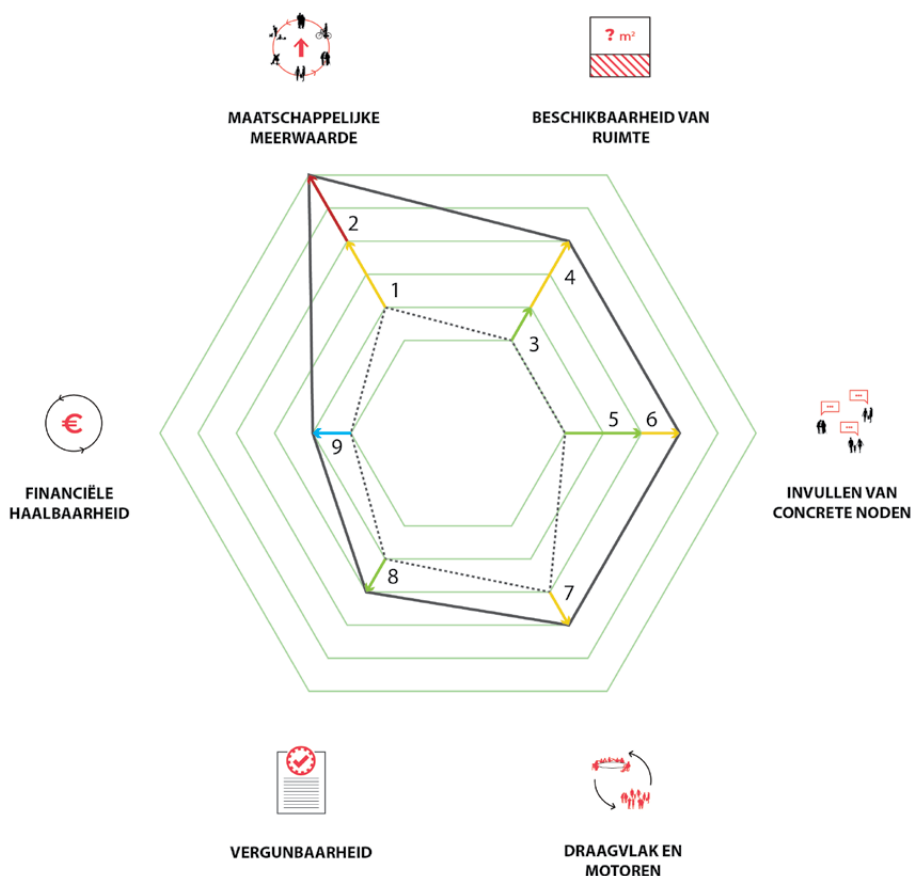 ? m²
MAATSCHAPPELIJKE
MEERWAARDE
BESCHIKBAARHEID VAN
RUIMTE
2
4
1
3
5
6
9
€
FINANCIËLE
HAALBAARHEID
INVULLEN VAN
CONCRETE NODEN
8
7
VERGUNBAARHEID
DRAAGVLAK EN
MOTOREN